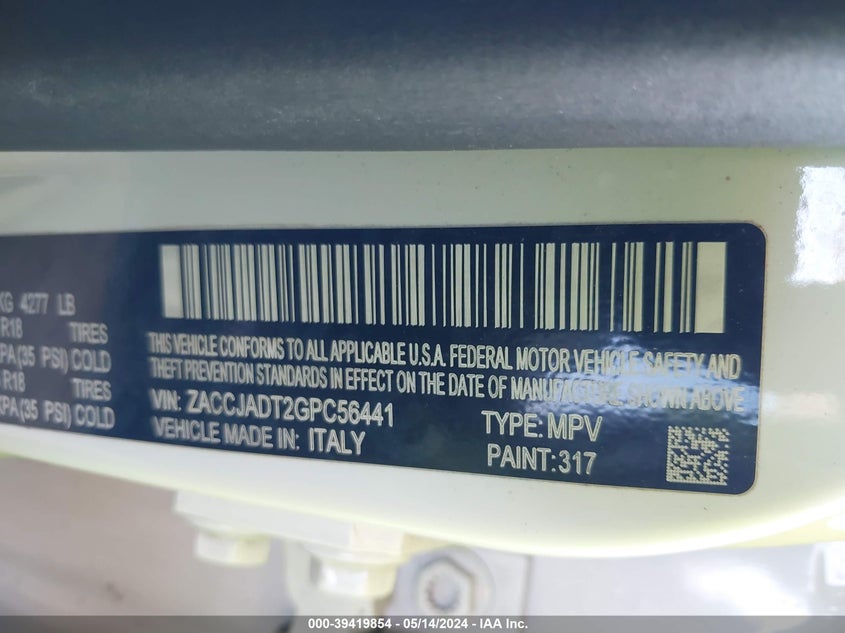 KG 4277 LB
R18 TIRES
KPA(35 PSI) COLD
R18 TIRES
KPA(35 PSI) COLD
THIS VEHICLE CONFORMS TO ALL APPLICABLE U.S.A. FEDERAL MOTOR VEHICLE SAFETY AND
THEFT PREVENTION STANDARDS IN EFFECT ON THE DATE OF MANUFACTURE SHOWN ABOVE
VIN: ZACCJADT2GPC56441 TYPE: MPV
VEHICLE MADE IN: ITALY PAINT: 317
000-39419854 - 05/14/2024 - IAA Inc.